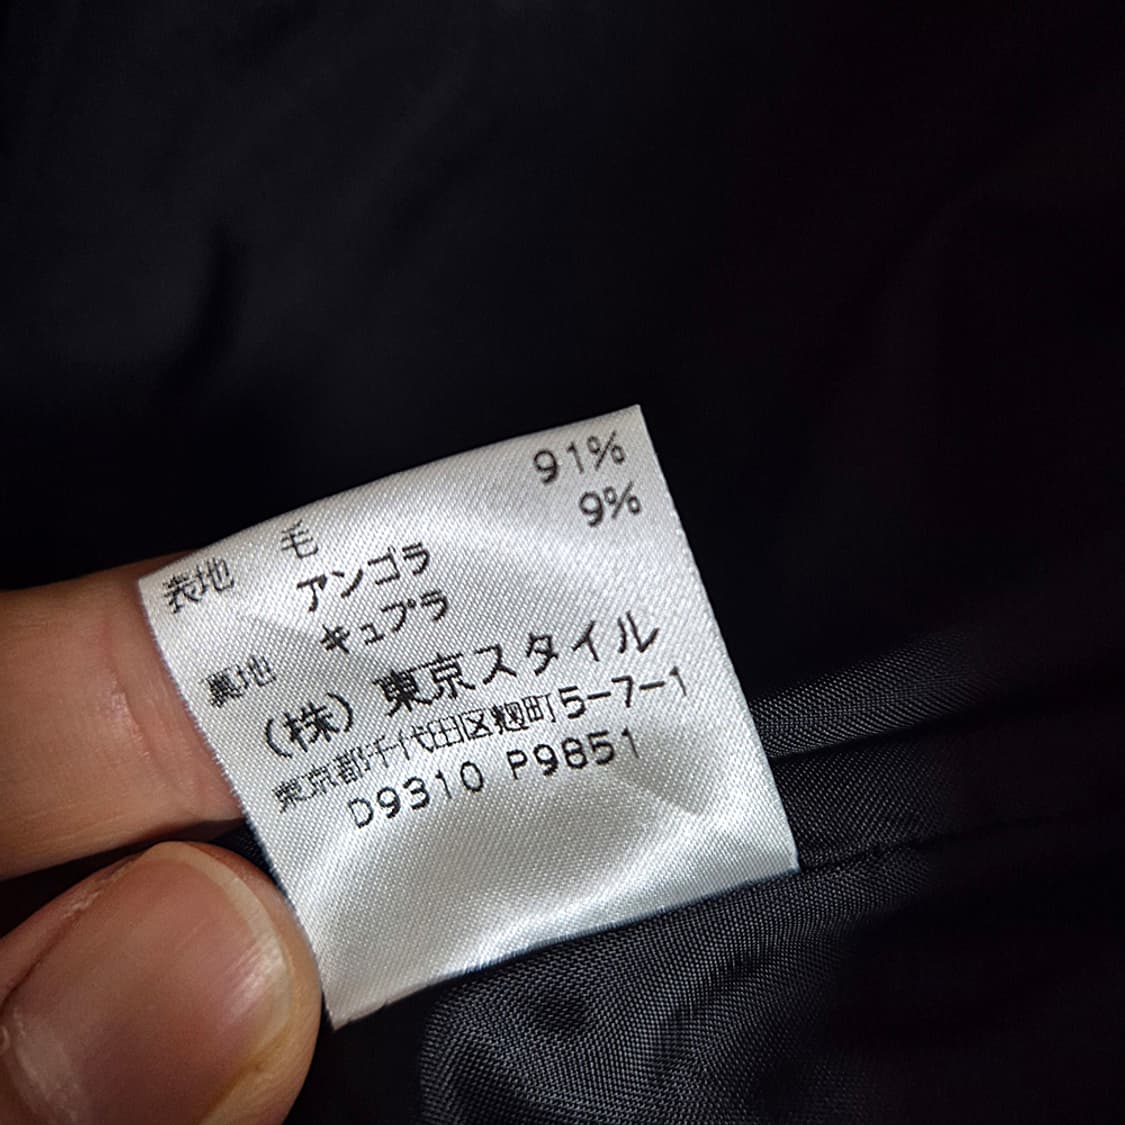 表地 毛 91%
アンゴラ 9%
裏地 キュプラ
(株) 東京スタイル
東京都千代田区麹町5-7-1
D9310 P9851